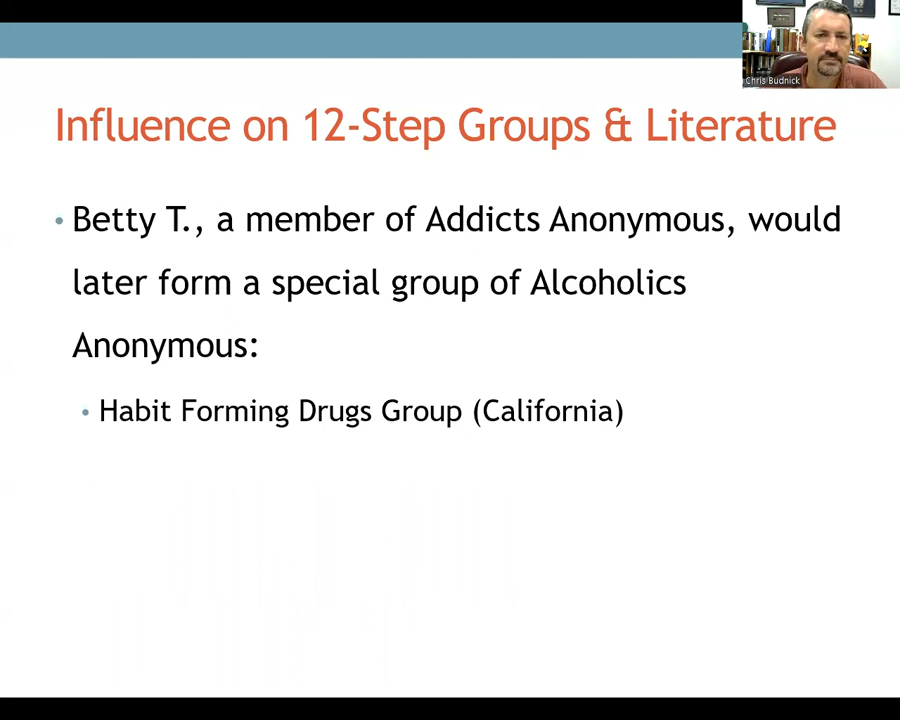 Chris Budnick
Influence on 12-Step Groups & Literature
• Betty T., a member of Addicts Anonymous, would
later form a special group of Alcoholics
Anonymous:
• Habit Forming Drugs Group (California)